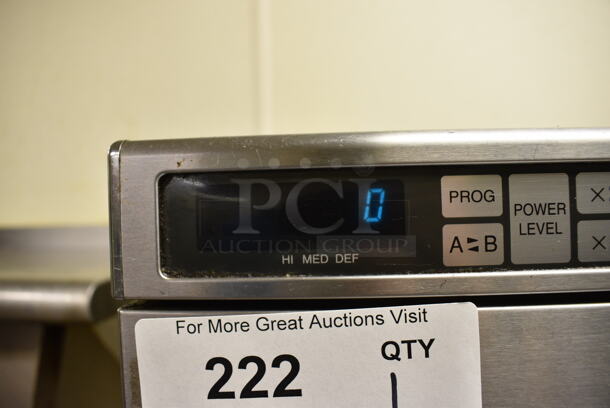 PCI
AUCTION GROUP
0
HI MED DEF
PROG
A B
POWER
LEVEL
X
X
For More Great Auctions Visit
222
QTY